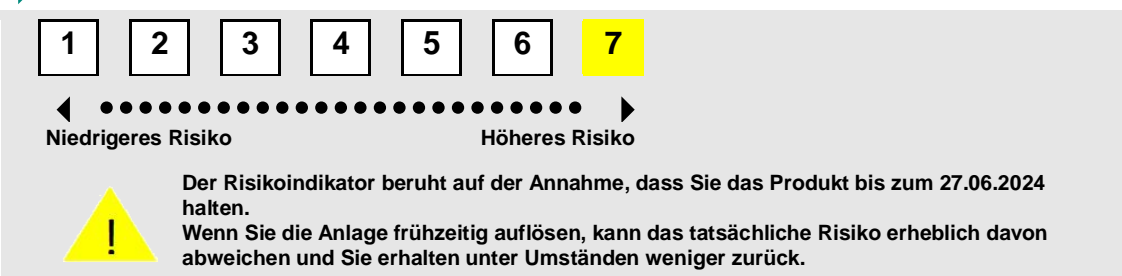 1 2 3 4 5 6 7
Niedrigeres Risiko Höheres Risiko
Der Risikoindikator beruht auf der Annahme, dass Sie das Produkt bis zum 27.06.2024
halten.
Wenn Sie die Anlage frühzeitig auflösen, kann das tatsächliche Risiko erheblich davon
abweichen und Sie erhalten unter Umständen weniger zurück.
!